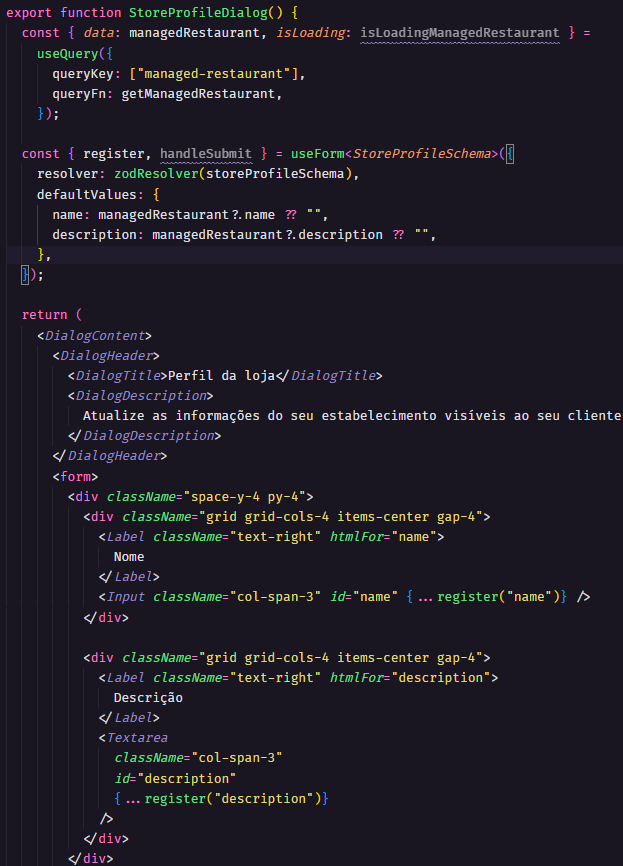 export function StoreProfileDialog() {
  const { data: managedRestaurant, isLoading: isLoadingManagedRestaurant } =
    useQuery({
      queryKey: ["managed-restaurant"],
      queryFn: getManagedRestaurant,
    });

  const { register, handleSubmit } = useForm<StoreProfileSchema>({
    resolver: zodResolver(storeProfileSchema),
    defaultValues: {
      name: managedRestaurant?.name ?? "",
      description: managedRestaurant?.description ?? "",
    },
  });

  return (
    <DialogContent>
      <DialogHeader>
        <DialogTitle>Perfil da loja</DialogTitle>
        <DialogDescription>
          Atualize as informações do seu estabelecimento visíveis ao seu cliente
        </DialogDescription>
      </DialogHeader>
      <form>
        <div className="space-y-4 py-4">
          <div className="grid grid-cols-4 items-center gap-4">
            <Label className="text-right" htmlFor="name">
              Nome
            </Label>
            <Input className="col-span-3" id="name" {...register("name")} />
          </div>

          <div className="grid grid-cols-4 items-center gap-4">
            <Label className="text-right" htmlFor="description">
              Descrição
            </Label>
            <Textarea
              className="col-span-3"
              id="description"
              {...register("description")}
            />
          </div>
        </div>